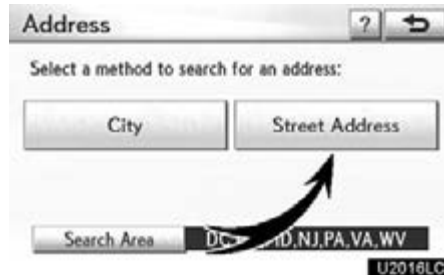 Address ?
Select a method to search for an address:
City Street Address
Search Area DC ID,NJ,PA,VA,WV
U2016LC